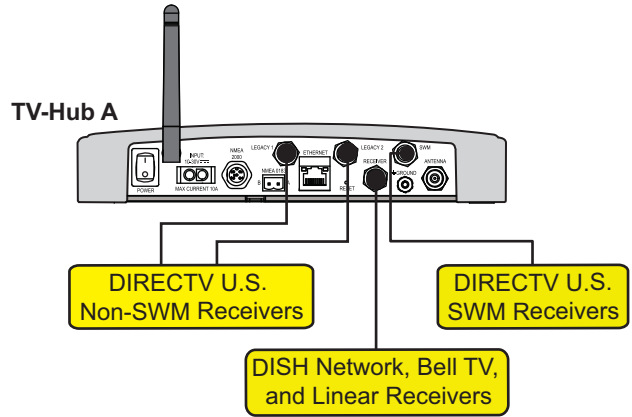 TV-Hub A
INPUT:
10-30V
NMEA
2000
LEGACY 1
ETHERNET
LEGACY 2
SWM
NMEA 0183
RECEIVER
GROUND
ANTENNA
POWER
MAX CURRENT 10A
B
A
RESET
DIRECTV U.S.
Non-SWM Receivers
DIRECTV U.S.
SWM Receivers
DISH Network, Bell TV,
and Linear Receivers